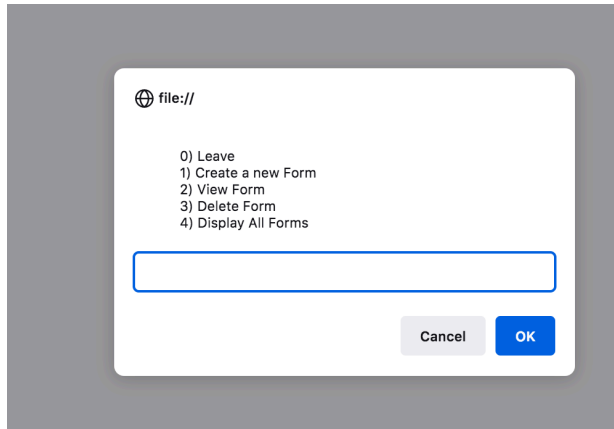 file://
0) Leave
1) Create a new Form
2) View Form
3) Delete Form
4) Display All Forms
Cancel
OK